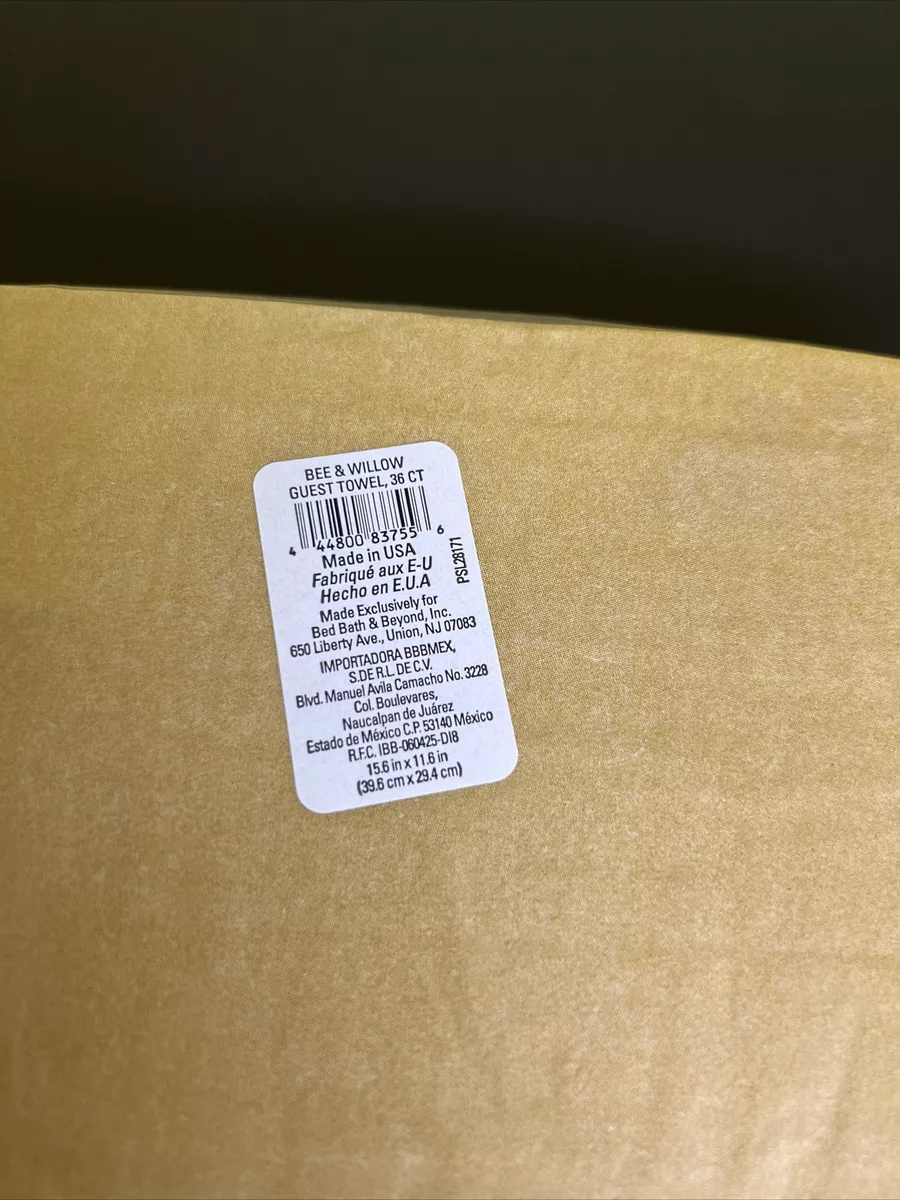 BEE & WILLOW
GUEST TOWEL, 36 CT
4 44800 83755 6
PSL28171
Made in USA
Fabriqué aux E-U
Hecho en E.U.A
Made Exclusively for
Bed Bath & Beyond, Inc.
650 Liberty Ave., Union, NJ 07083
IMPORTADORA BBBMEX,
S.DE R.L. DE C.V.
Blvd. Manuel Avila Camacho No. 3228
Col. Boulevares,
Naucalpan de Juárez
Estado de México C.P. 53140 México
R.F.C. IBB-060425-DI8
15.6 in x 11.6 in
(39.6 cm x 29.4 cm)